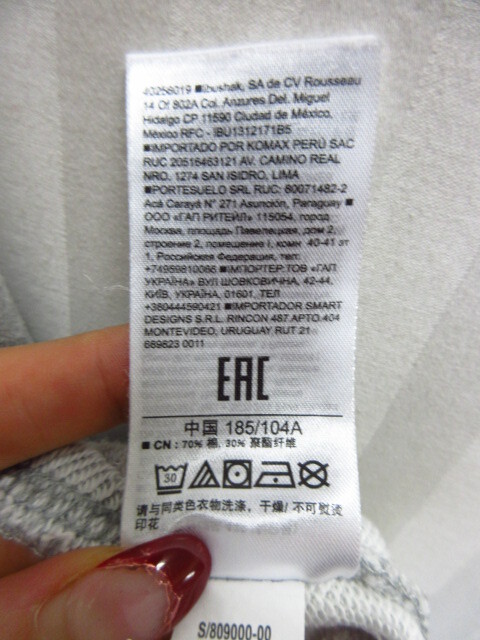 40256019 ■Ibushak, SA de CV Rousseau
14 Of 802A Col. Anzures Del. Miguel
Hidalgo CP 11590 Ciudad de México,
México RFC - IBU1312171B5
■IMPORTADO POR KOMAX PERÚ SAC
RUC 20516463121 AV. CAMINO REAL
NRO. 1274 SAN ISIDRO, LIMA
■PORTESUELO SRL RUC: 80071482-2
Acá Carayá N° 271 Asunción, Paraguay ■
ООО «ГАП РИТЕЙЛ» 115054, город
Москва, площадь Павелецкая, дом 2,
строение 2, помещение I, комн 40-41 эт
1, Российская Федерация, тел:
+74959810066 ■ІМПОРТЕР:ТОВ «ГАП
УКРАЇНА» ВУЛ ШОВКОВИЧНА, 42-44,
КИЇВ, УКРАЇНА, 01601, ТЕЛ
+380444590421 ■IMPORTADOR SMART
DESIGNS S.R.L. RINCON 487.APTO.404
MONTEVIDEO, URUGUAY RUT 21
689823 0011
EAC
中国 185/104A
■ CN : 70% 棉, 30% 聚酯纤维
30
请与同类色衣物洗涤, 干燥/ 不可熨烫
印花
S/809000-00